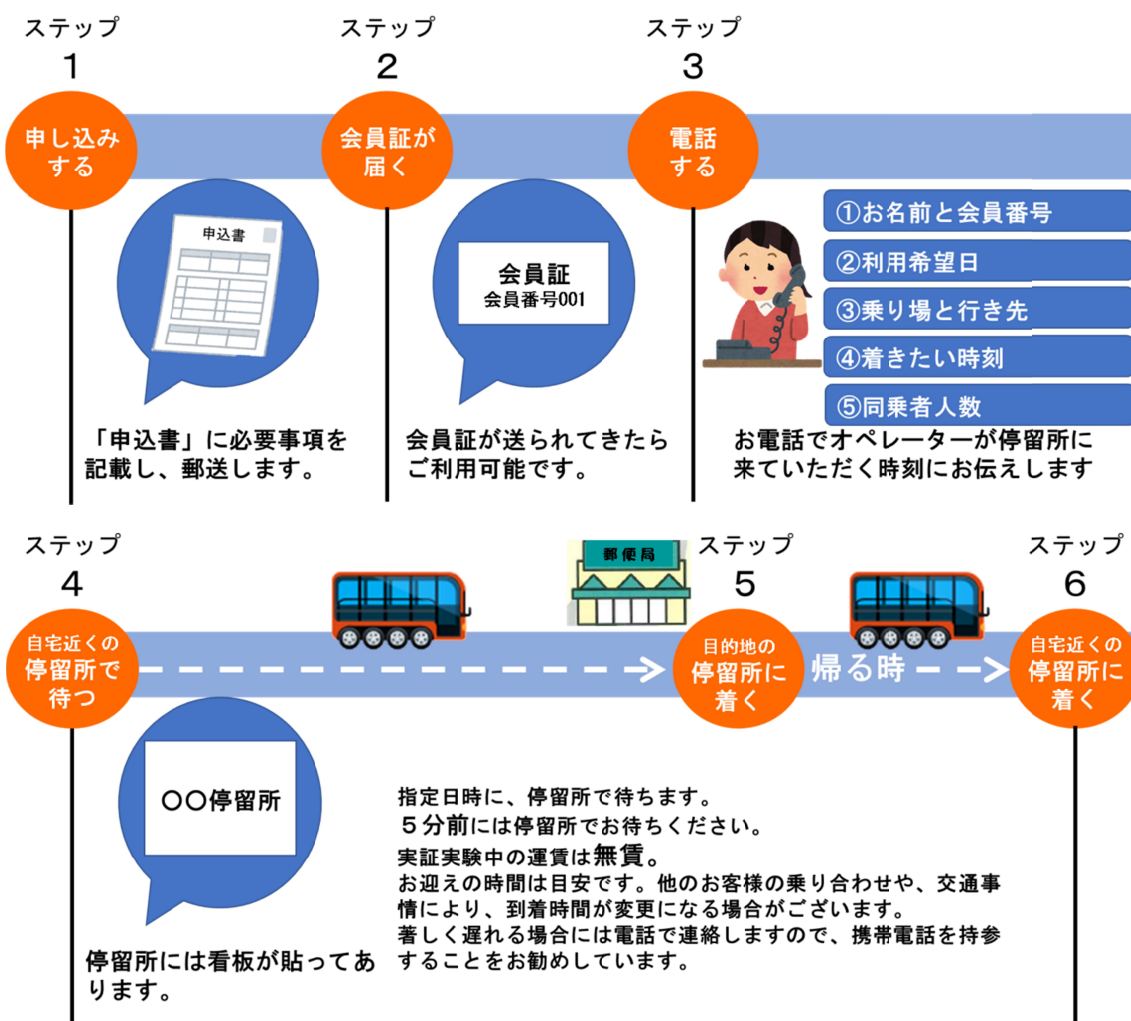 ステップ
1
申し込み
する
申込書
「申込書」に必要事項を
記載し、郵送します。
ステップ
2
会員証が
届く
会員証
会員番号001
会員証が送られてきたら
ご利用可能です。
ステップ
3
電話
する
①お名前と会員番号
②利用希望日
③乗り場と行き先
④着きたい時刻
⑤同乗者人数
お電話でオペレーターが停留所に
来ていただく時刻にお伝えします
ステップ
4
自宅近くの
停留所で
待つ
〇〇停留所
停留所には看板が貼ってあ
ります。
郵便局
ステップ
5
目的地の
停留所に
着く
帰る時
ステップ
6
自宅近くの
停留所に
着く
指定日時に、停留所で待ちます。
５分前には停留所でお待ちください。
実証実験中の運賃は無賃。
お迎えの時間は目安です。他のお客様の乗り合わせや、交通事
情により、到着時間が変更になる場合がございます。
著しく遅れる場合には電話で連絡しますので、携帯電話を持参
することをお勧めしています。